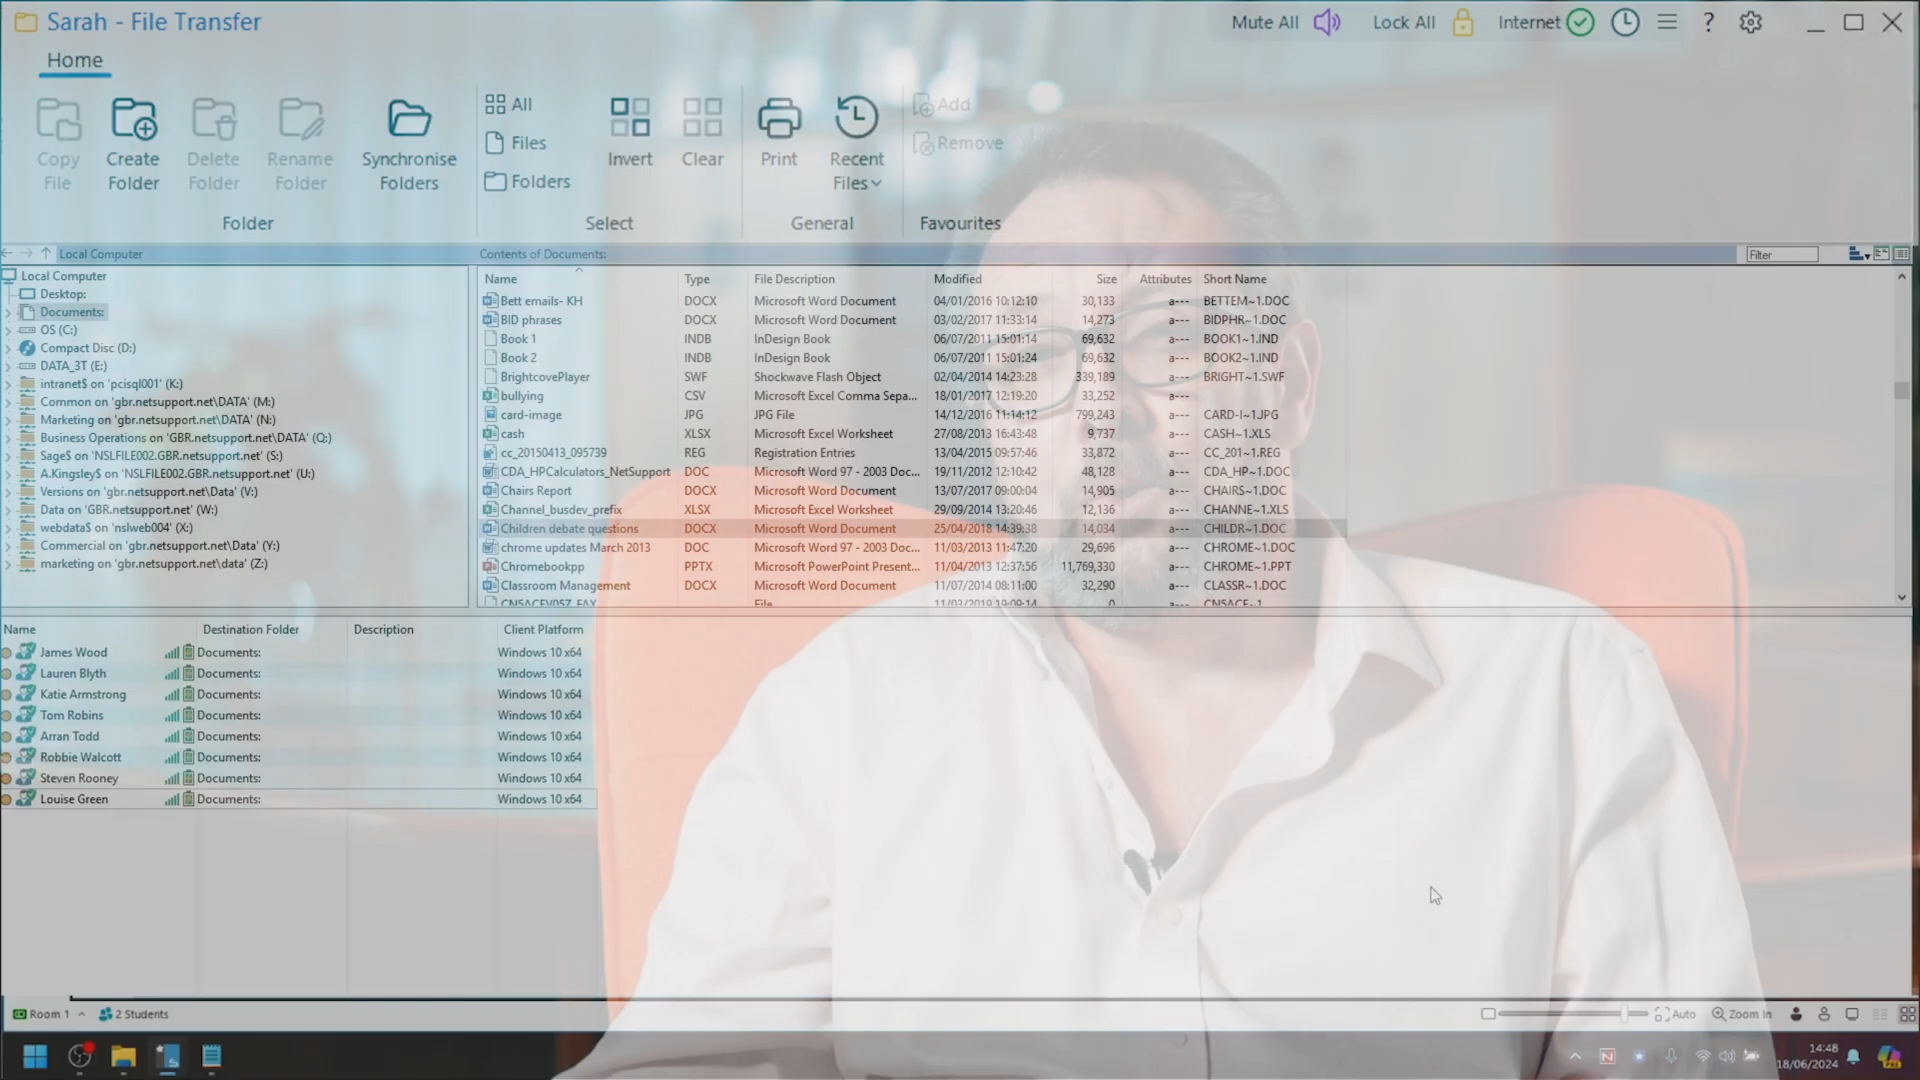 Sarah - File Transfer
Mute All
Lock All
Internet
?
Home
Copy File
Create Folder
Delete Folder
Rename Folder
Synchronise Folders
Folder
All
Files
Folders
Invert
Clear
Select
Print
Recent Files
General
Add
Remove
Favourites
Local Computer
Contents of Documents:
Filter
Local Computer
Desktop:
Documents:
OS (C:)
Compact Disc (D:)
DATA_3T (E:)
intranet$ on 'pcisql001' (K:)
Common on 'gbr.netsupport.net\DATA' (M:)
Marketing on 'gbr.netsupport.net\DATA' (N:)
Business Operations on 'GBR.netsupport.net\DATA' (Q:)
Sage$ on 'NSLFILE002.GBR.netsupport.net' (S:)
A.Kingsley$ on 'NSLFILE002.GBR.netsupport.net' (U:)
Versions on 'gbr.netsupport.net\Data' (V:)
Data on 'GBR.netsupport.net' (W:)
webdata$ on 'nslweb004' (X:)
Commercial on 'gbr.netsupport.net\Data' (Y:)
marketing on 'gbr.netsupport.net\data' (Z:)
Name Type File Description Modified Size Attributes Short Name
Bett emails- KH DOCX Microsoft Word Document 04/01/2016 10:12:10 30,133 a--- BETTEM~1.DOC
BID phrases DOCX Microsoft Word Document 03/02/2017 11:33:14 14,273 a--- BIDPHR~1.DOC
Book 1 INDB InDesign Book 06/07/2011 15:01:14 69,632 a--- BOOK1~1.IND
Book 2 INDB InDesign Book 06/07/2011 15:01:24 69,632 a--- BOOK2~1.IND
BrightcovePlayer SWF Shockwave Flash Object 02/04/2014 14:23:28 339,189 a--- BRIGHT~1.SWF
bullying CSV Microsoft Excel Comma Sepa... 18/01/2017 12:19:20 33,252 a---
card-image JPG JPG File 14/12/2016 11:14:12 799,243 a--- CARD-I~1.JPG
cash XLSX Microsoft Excel Worksheet 27/08/2013 16:43:48 9,737 a--- CASH~1.XLS
cc_20150413_095739 REG Registration Entries 13/04/2015 09:57:46 33,872 a--- CC_201~1.REG
CDA_HPCalculators_NetSupport DOC Microsoft Word 97 - 2003 Doc... 19/11/2012 12:10:42 48,128 a--- CDA_HP~1.DOC
Chairs Report DOCX Microsoft Word Document 13/07/2017 09:00:04 14,905 a--- CHAIRS~1.DOC
Channel_busdev_prefix XLSX Microsoft Excel Worksheet 29/09/2014 13:20:46 12,136 a--- CHANNE~1.XLS
Children debate questions DOCX Microsoft Word Document 25/04/2018 14:39:38 14,034 a--- CHILDR~1.DOC
chrome updates March 2013 DOC Microsoft Word 97 - 2003 Doc... 11/03/2013 11:47:20 29,696 a--- CHROME~1.DOC
Chromebookpp PPTX Microsoft PowerPoint Present... 11/04/2013 12:37:56 11,769,330 a--- CHROME~1.PPT
Classroom Management DOCX Microsoft Word Document 11/07/2014 08:11:00 32,290 a--- CLASSR~1.DOC
File 11/03/2019 19:09:14 0 a---
Name Destination Folder Description Client Platform
James Wood Documents: Windows 10 x64
Lauren Blyth Documents: Windows 10 x64
Katie Armstrong Documents: Windows 10 x64
Tom Robins Documents: Windows 10 x64
Arran Todd Documents: Windows 10 x64
Robbie Walcott Documents: Windows 10 x64
Steven Rooney Documents: Windows 10 x64
Louise Green Documents: Windows 10 x64
Room 1
2 Students
Auto
Zoom In
14:48
18/06/2024